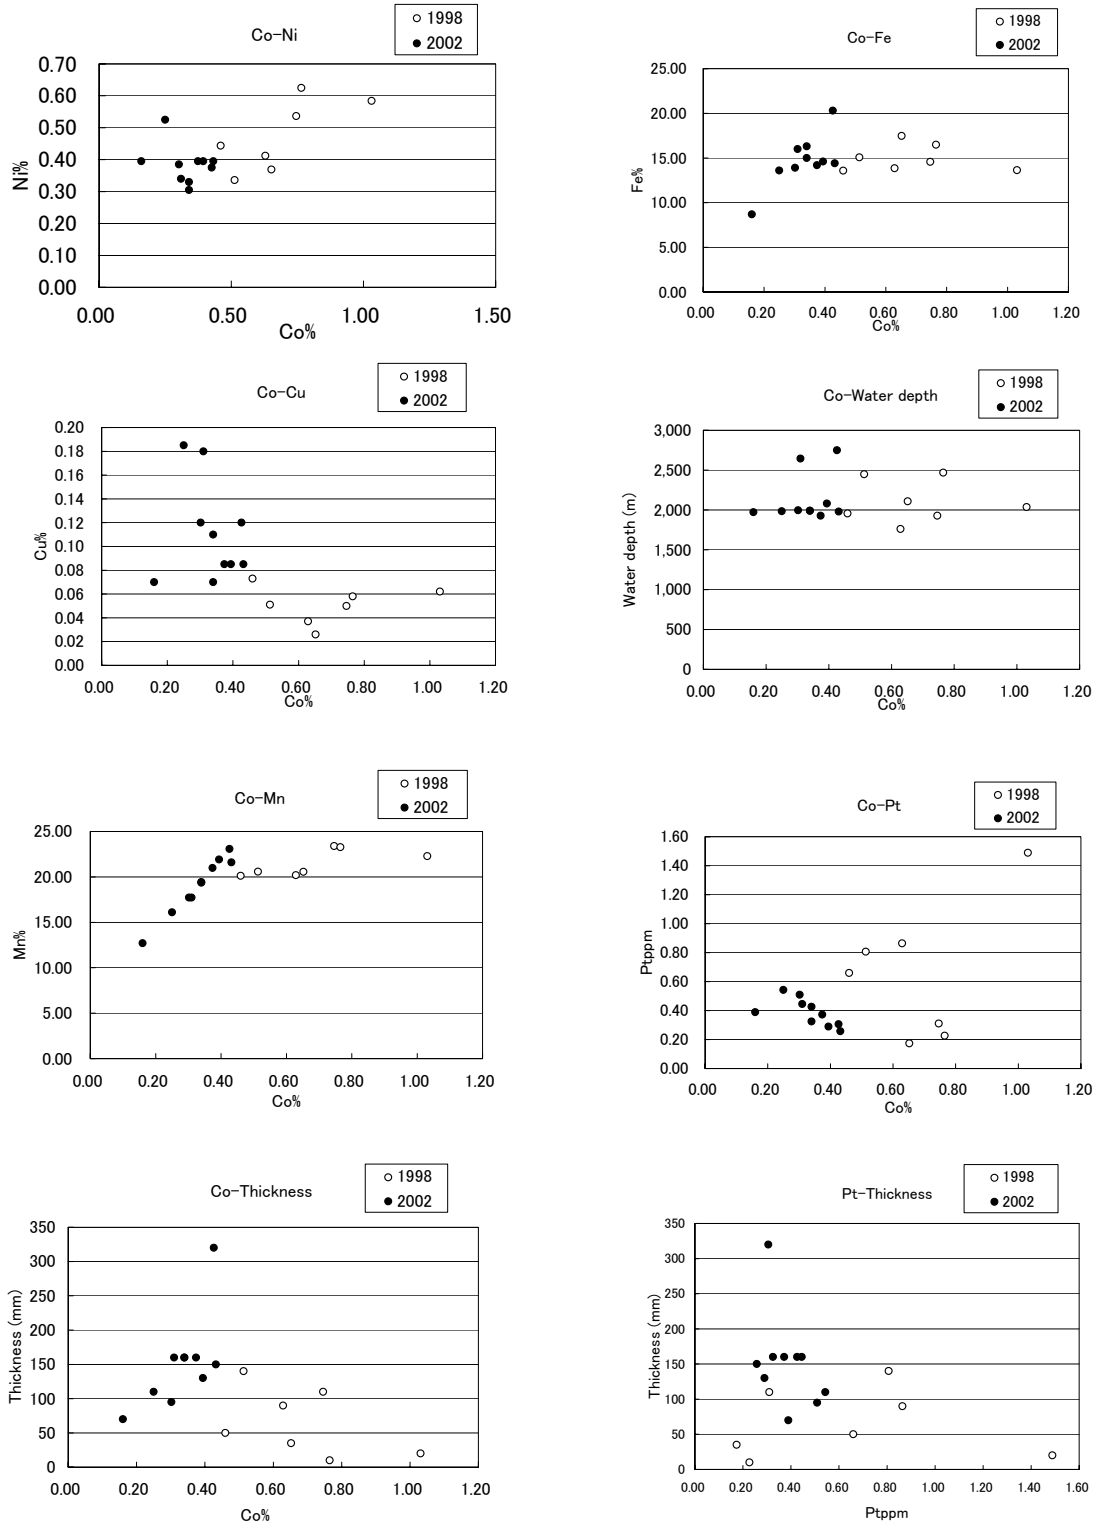 Co-Ni
○ 1998
● 2002
Ni%
0.70
0.60
0.50
0.40
0.30
0.20
0.10
0.00
0.00 0.50 1.00 1.50
Co%
Co-Fe
○ 1998
● 2002
Fe%
25.00
20.00
15.00
10.00
5.00
0.00
0.00 0.20 0.40 0.60 0.80 1.00 1.20
Co%
Co-Cu
○ 1998
● 2002
Cu%
0.20
0.18
0.16
0.14
0.12
0.10
0.08
0.06
0.04
0.02
0.00
0.00 0.20 0.40 0.60 0.80 1.00 1.20
Co%
Co-Water depth
○ 1998
● 2002
Water depth (m)
3,000
2,500
2,000
1,500
1,000
500
0
0.00 0.20 0.40 0.60 0.80 1.00 1.20
Co%
Co-Mn
○ 1998
● 2002
Mn%
25.00
20.00
15.00
10.00
5.00
0.00
0.00 0.20 0.40 0.60 0.80 1.00 1.20
Co%
Co-Pt
○ 1998
● 2002
Ptppm
1.60
1.40
1.20
1.00
0.80
0.60
0.40
0.20
0.00
0.00 0.20 0.40 0.60 0.80 1.00 1.20
Co%
Co-Thickness
○ 1998
● 2002
Thickness (mm)
350
300
250
200
150
100
50
0
0.00 0.20 0.40 0.60 0.80 1.00 1.20
Co%
Pt-Thickness
○ 1998
● 2002
Thickness (mm)
350
300
250
200
150
100
50
0
0.00 0.20 0.40 0.60 0.80 1.00 1.20 1.40 1.60
Ptppm